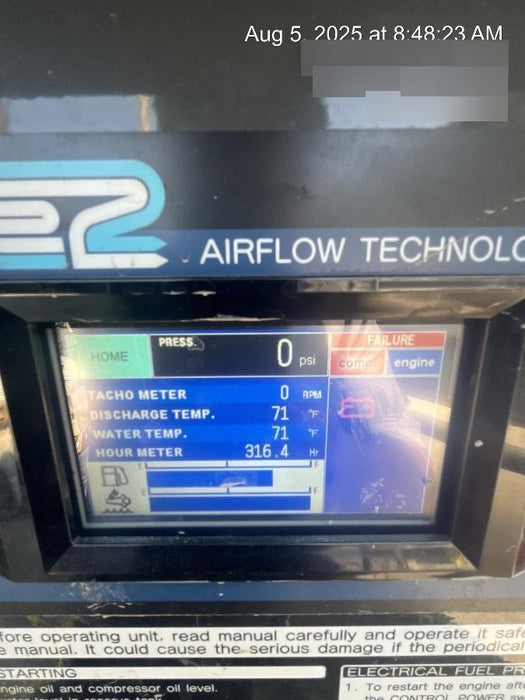 Aug 5, 2025 at 8:48:23 AM
AIRFLOW TECHNOLO
HOME
PRESS.
0 psi
FAILURE
comp. engine
TACHO METER 0 RPM
DISCHARGE TEMP. 71 °F
WATER TEMP. 71 °F
HOUR METER 316.4 Hr
E F
E F
fore operating unit, read manual carefully and operate it safe
e manual. It could cause the serious damage if the periodical
STARTING
ELECTRICAL FUEL PR
ngine oil and compressor oil level.
1. To restart the engine afte
the CONTROL POWER